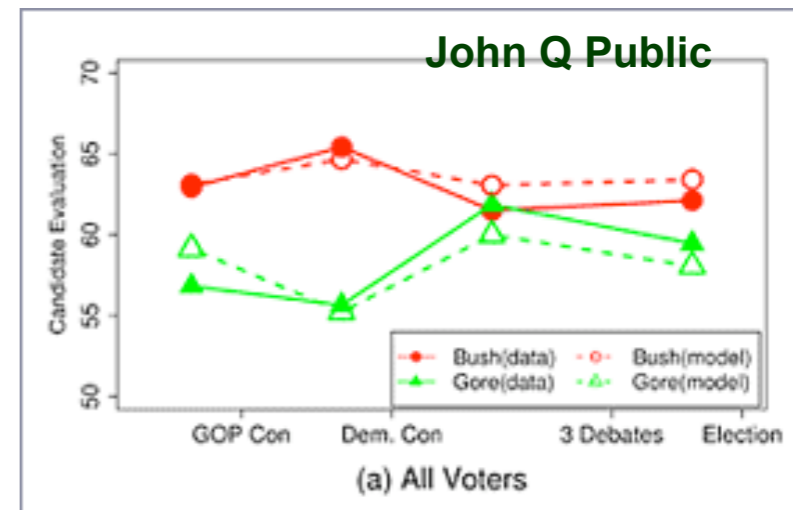 John Q Public
70
65
60
55
50
Candidate Evaluation
Bush(data) Bush(model)
Gore(data) Gore(model)
GOP Con Dem. Con 3 Debates Election
(a) All Voters